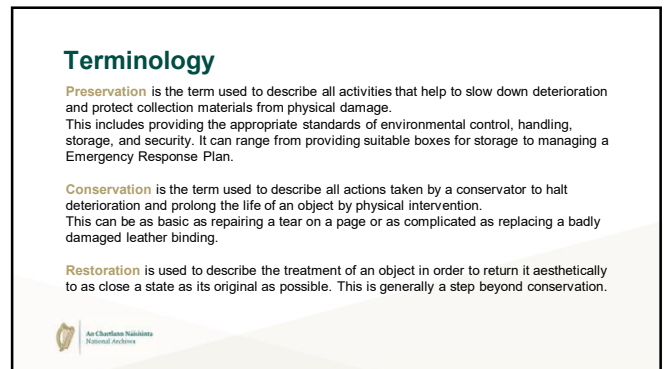 Terminology
Preservation is the term used to describe all activities that help to slow down deterioration
and protect collection materials from physical damage.
This includes providing the appropriate standards of environmental control, handling,
storage, and security. It can range from providing suitable boxes for storage to managing a
Emergency Response Plan.
Conservation is the term used to describe all actions taken by a conservator to halt
deterioration and prolong the life of an object by physical intervention.
This can be as basic as repairing a tear on a page or as complicated as replacing a badly
damaged leather binding.
Restoration is used to describe the treatment of an object in order to return it aesthetically
to as close a state as its original as possible. This is generally a step beyond conservation.
An Chartlann Náisiúnta
National Archives